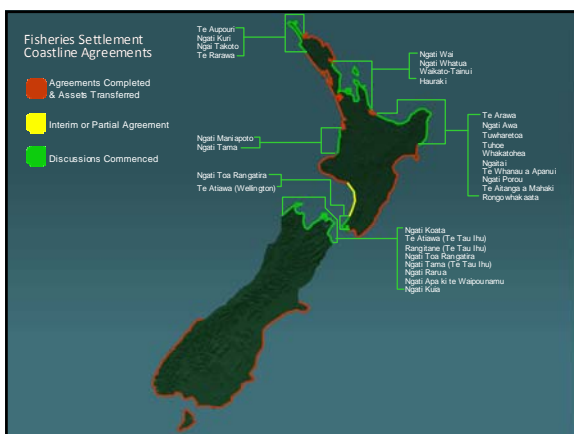 Fisheries Settlement
Coastline Agreements
Agreements Completed
& Assets Transferred
Interim or Partial Agreement
Discussions Commenced
Te Aupouri
Ngati Kuri
Ngai Takoto
Te Rarawa
Ngati Wai
Ngati Whatua
Waikato-Tainui
Hauraki
Te Arawa
Ngati Awa
Tuwharetoa
Tuhoe
Whakatohea
Ngaitai
Te Whanau a Apanui
Ngati Porou
Te Aitanga a Mahaki
Rongowhakaata
Ngati Maniapoto
Ngati Tama
Ngati Toa Rangatira
Te Atiawa (Wellington)
Ngati Koata
Te Atiawa (Te Tau Ihu)
Rangitane (Te Tau Ihu)
Ngati Toa Rangatira
Ngati Tama (Te Tau Ihu)
Ngati Rarua
Ngati Apa ki te Waipounamu
Ngati Kuia